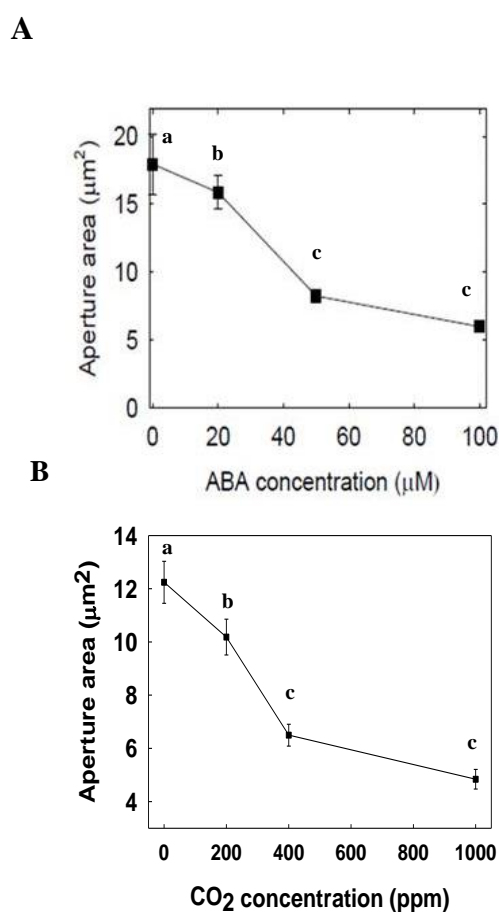 A
20
15
10
5
0
a
b
c
c
0 20 40 60 80 100
Aperture area (μm²)
ABA concentration (μM)
B
14
12
10
8
6
4
a
b
c
c
0 200 400 600 800 1000
Aperture area (μm²)
CO₂ concentration (ppm)